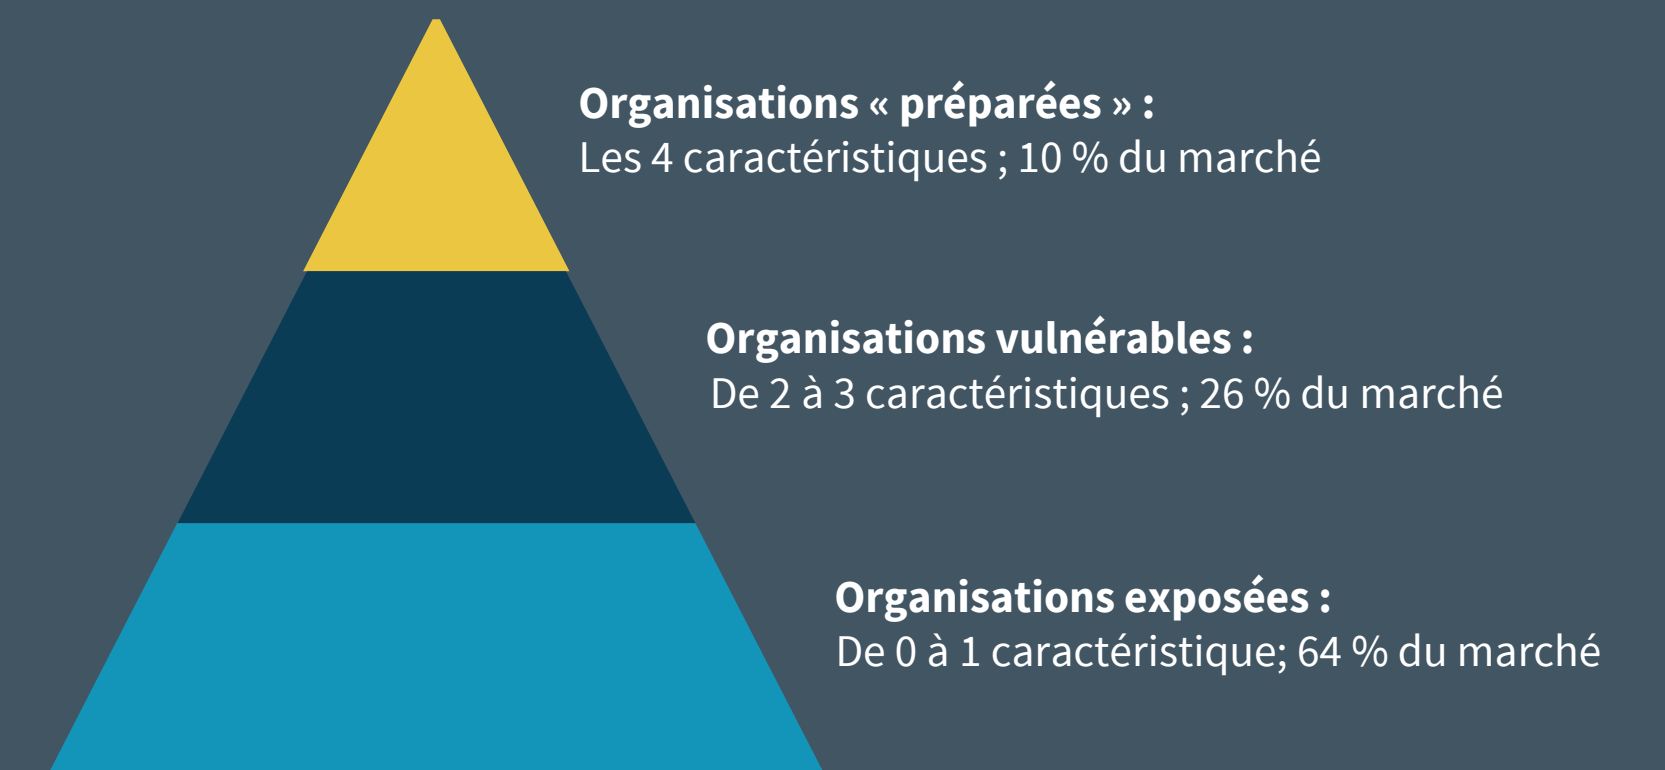 Organisations « préparées » :
Les 4 caractéristiques ; 10 % du marché
Organisations vulnérables :
De 2 à 3 caractéristiques ; 26 % du marché
Organisations exposées :
De 0 à 1 caractéristique; 64 % du marché